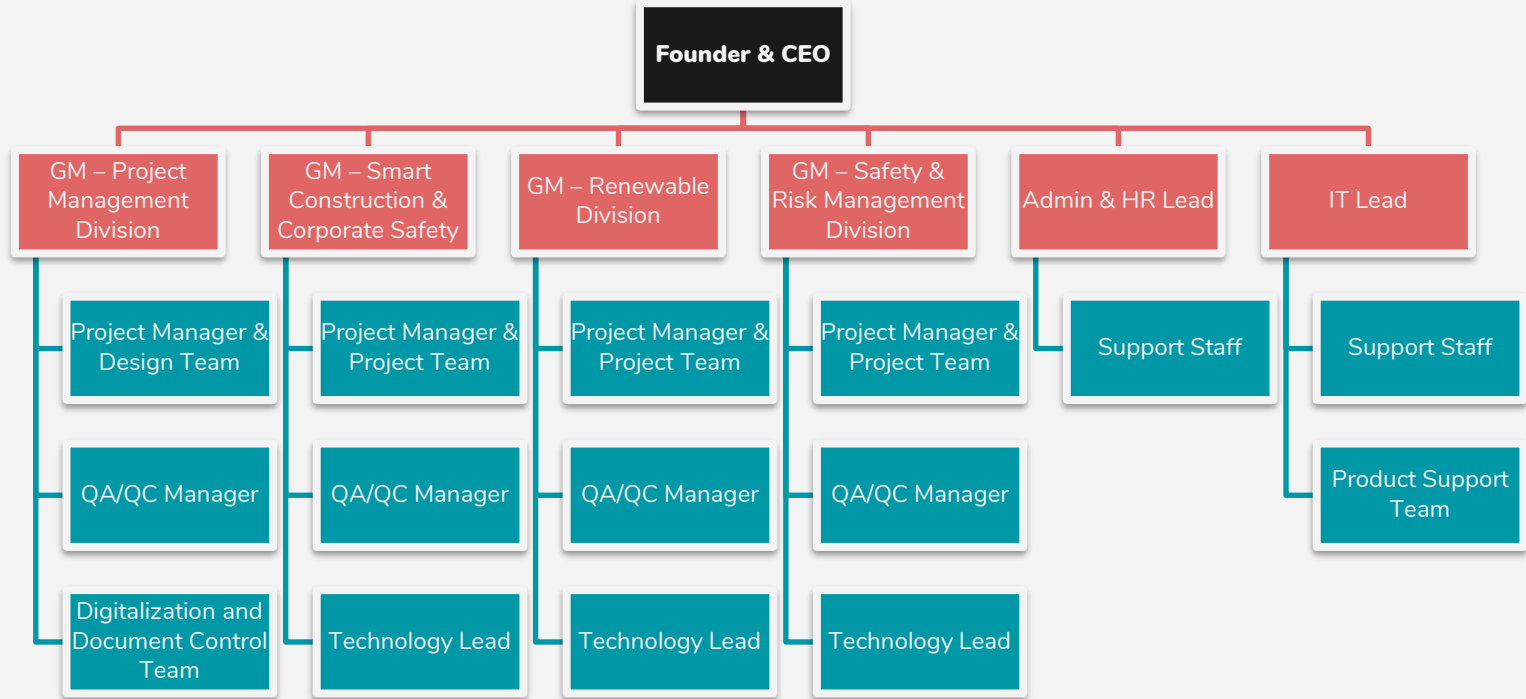 Founder & CEO
GM – Project
Management
Division
GM – Smart
Construction &
Corporate Safety
GM – Renewable
Division
GM – Safety &
Risk Management
Division
Admin & HR Lead
IT Lead
Project Manager &
Design Team
Project Manager &
Project Team
Project Manager &
Project Team
Project Manager &
Project Team
Support Staff
Support Staff
QA/QC Manager
QA/QC Manager
QA/QC Manager
QA/QC Manager
Product Support
Team
Digitalization and
Document Control
Team
Technology Lead
Technology Lead
Technology Lead